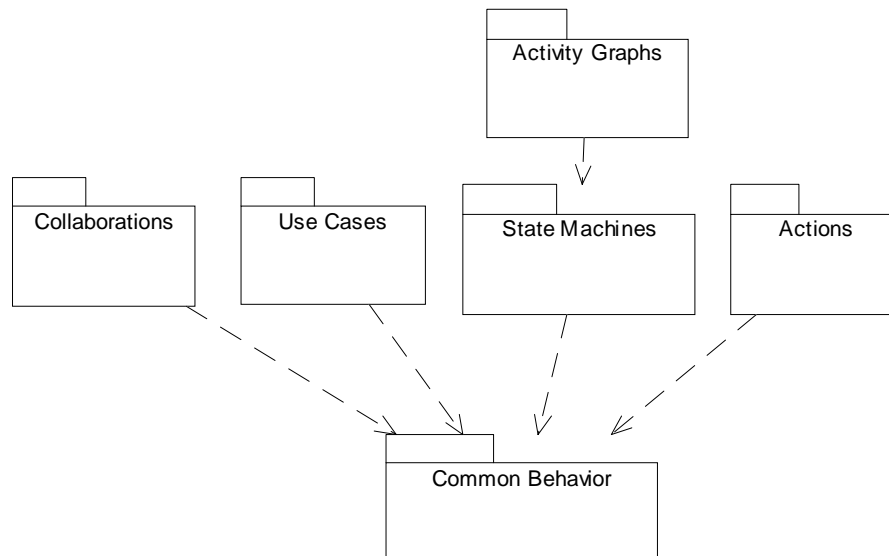 Activity Graphs
Collaborations
Use Cases
State Machines
Actions
Common Behavior